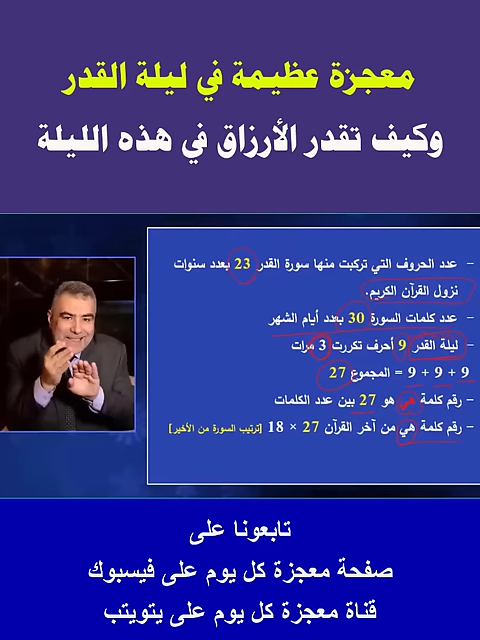 معجزة عظيمة في ليلة القدر
وكيف تقدر الأرزاق في هذه الليلة
- عدد الحروف التي تركبت منها سورة القدر 23 بعدد سنوات
نزول القرآن الكريم.
- عدد كلمات السورة 30 بعدد أيام الشهر
- ليلة القدر 9 أحرف تكررت 3 مرات
9 + 9 + 9 = المجموع 27
- رقم كلمة هي هو 27 بين عدد الكلمات
- رقم كلمة هي من آخر القرآن 27 × 18 [ترتيب السورة من الأخير]
تابعونا على
صفحة معجزة كل يوم على فيسبوك
قناة معجزة كل يوم على يتويتب